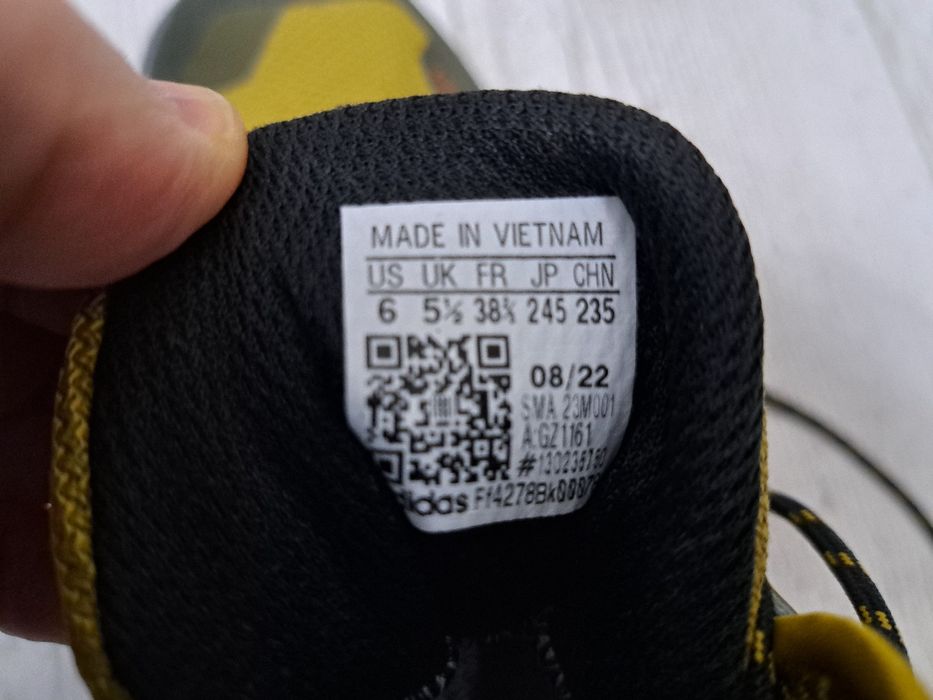 MADE IN VIETNAM
US UK FR JP CHN
6 5½ 38⅔ 245 235
08/22
SMA 23M001
A:GZ1161
adidas